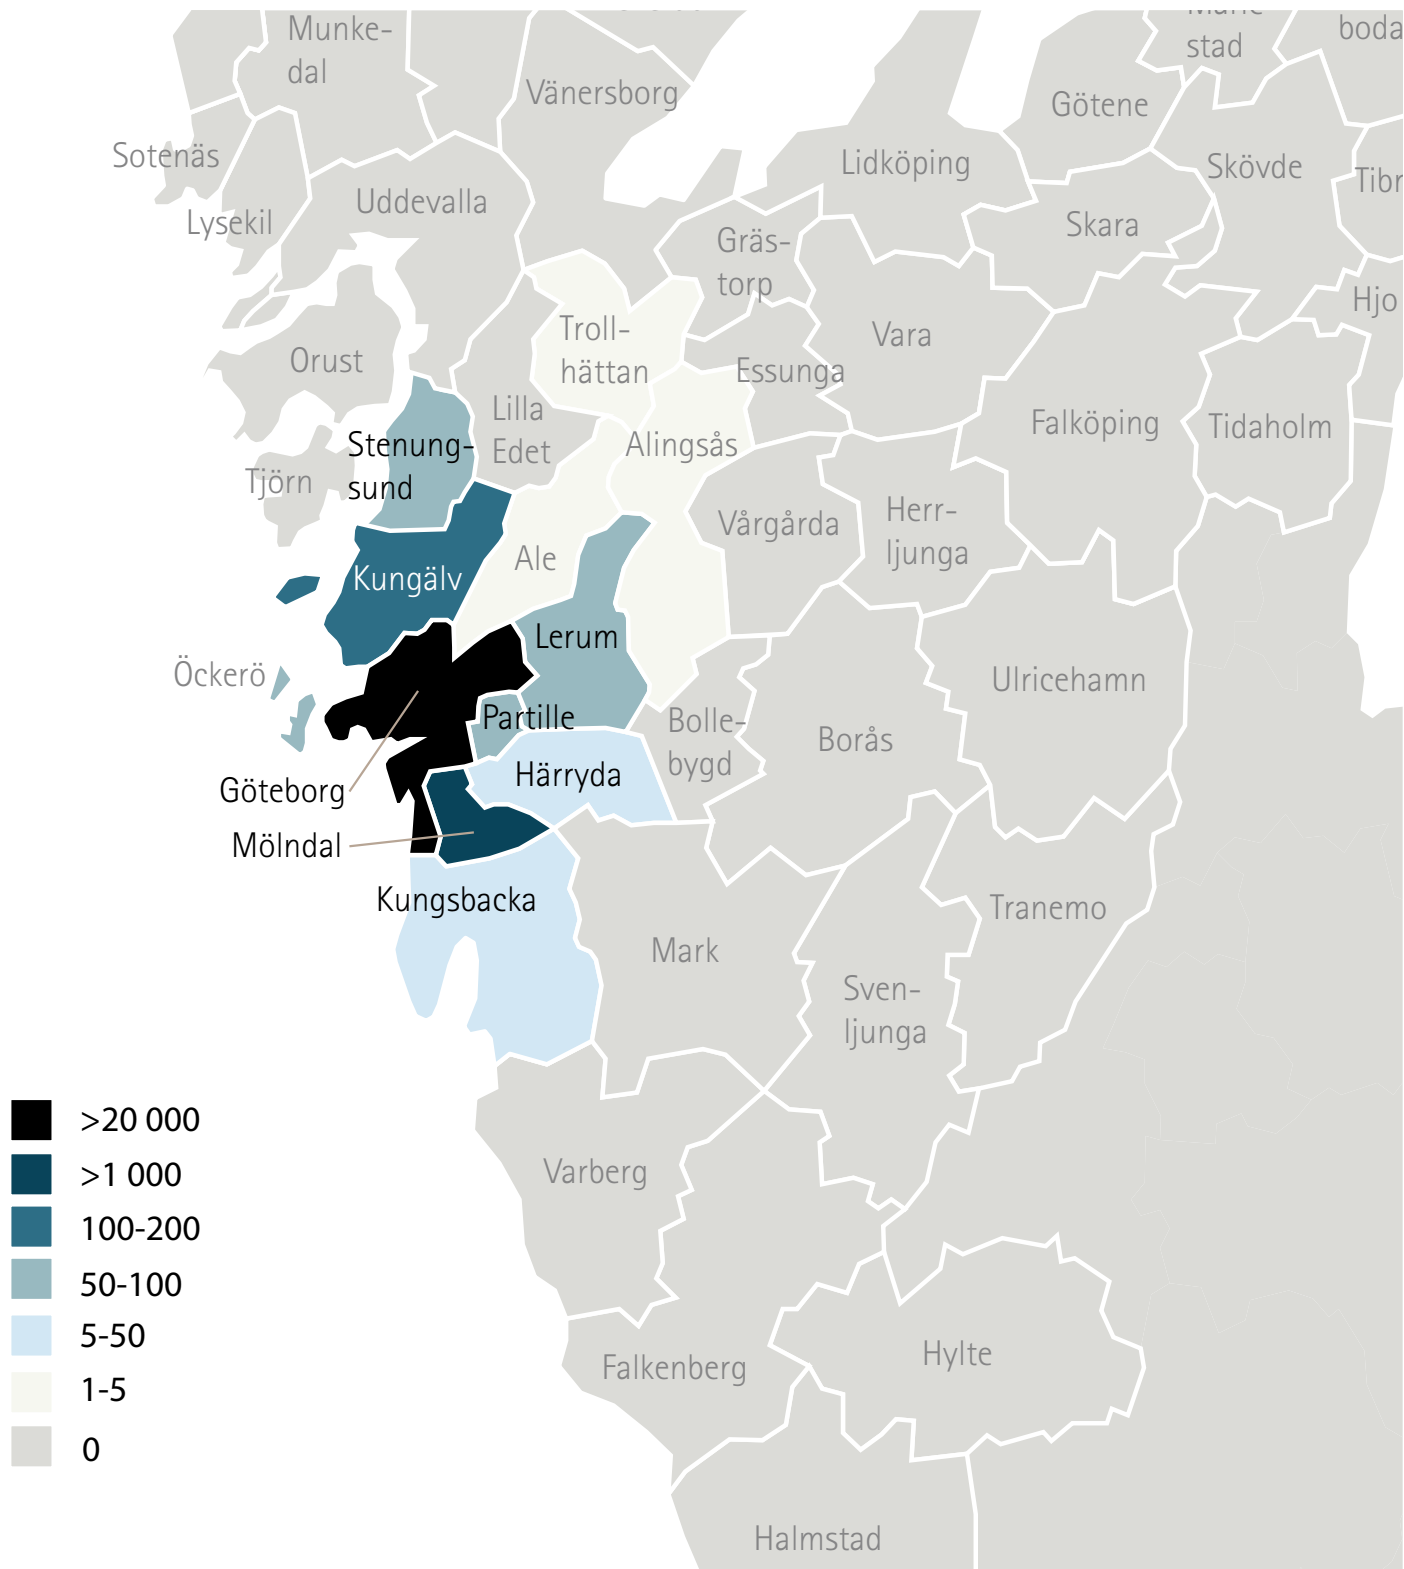 Munke-
dal
stad
boda
Vänersborg
Götene
Sotenäs
Lidköping
Skövde
Tibr
Lysekil
Uddevalla
Skara
Gräs-
torp
Hjo
Troll-
hättan
Vara
Orust
Essunga
Lilla
Edet
Falköping
Tidaholm
Stenung-
sund
Alingsås
Tjörn
Vårgårda
Herr-
ljunga
Ale
Kungälv
Lerum
Öckerö
Ulricehamn
Partille
Bolle-
bygd
Borås
Göteborg
Härryda
Mölndal
Kungsbacka
Tranemo
Mark
Sven-
ljunga
>20 000
>1 000
100-200
50-100
5-50
1-5
0
Varberg
Hylte
Falkenberg
Halmstad